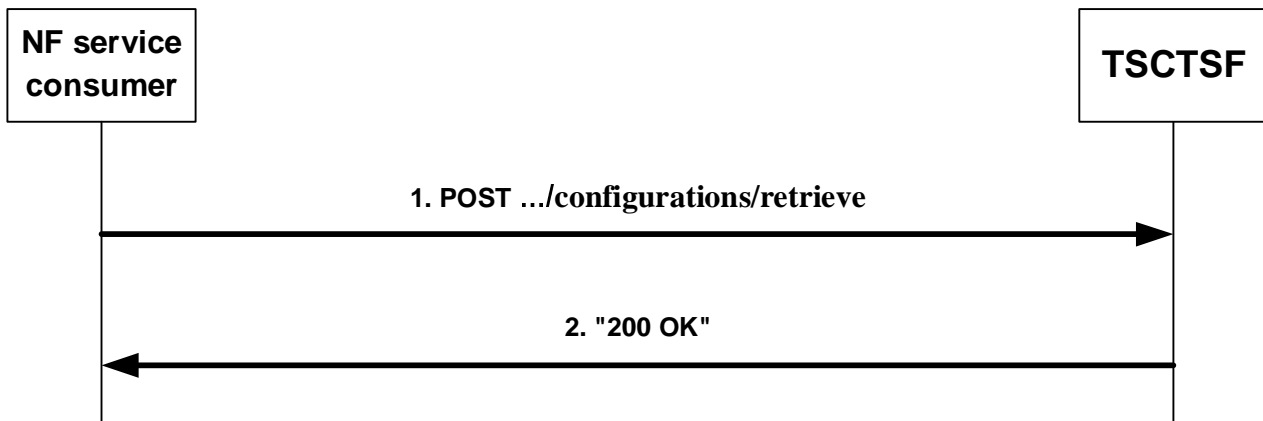 NF service
consumer
TSCTSF
1. POST .../configurations/retrieve
2. "200 OK"